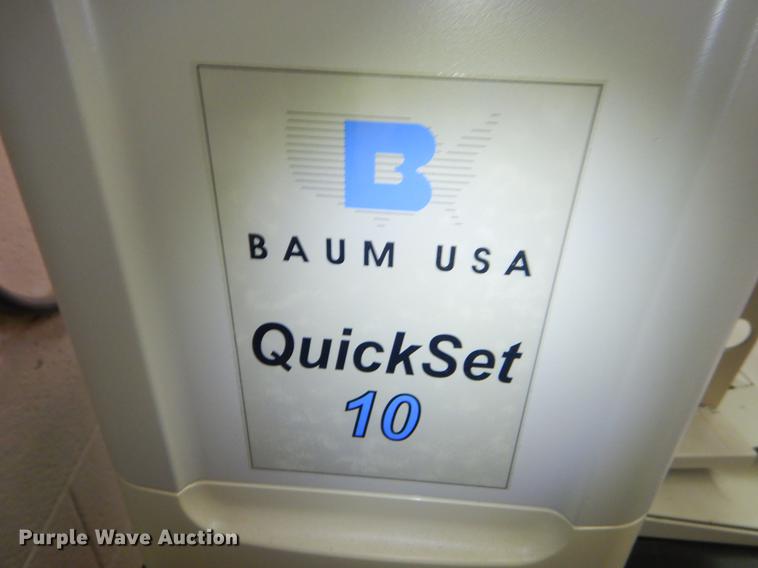 B
BAUM USA
QuickSet
10
Purple Wave Auction